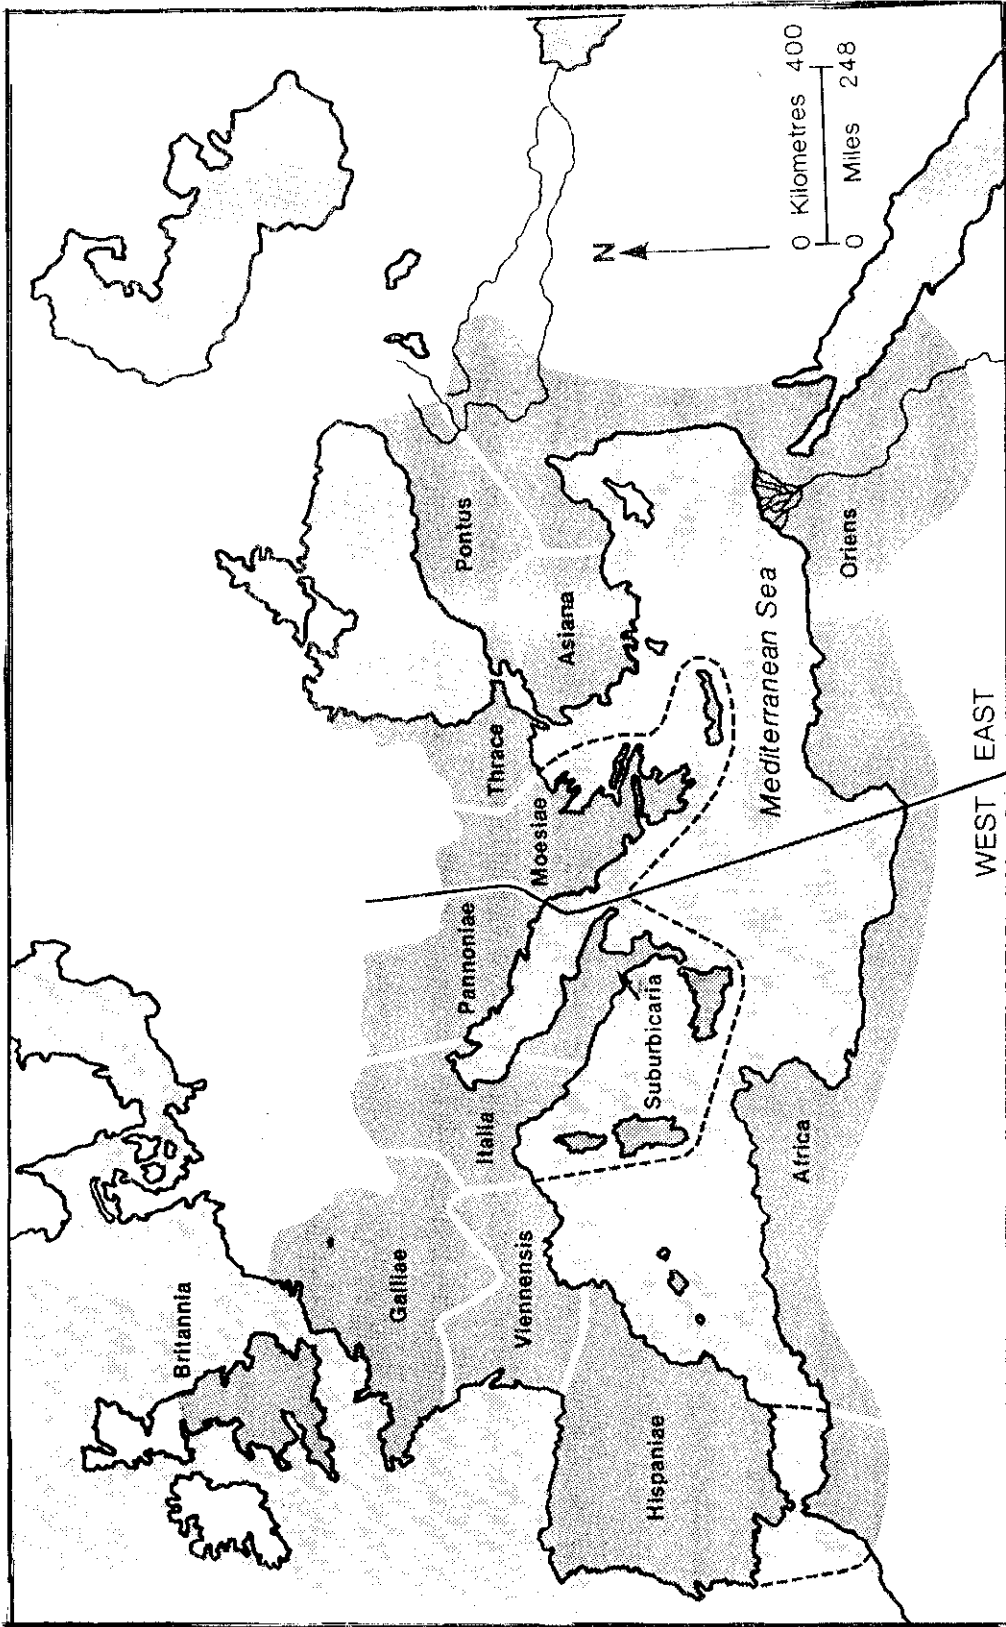 Britannia
Galliae
Viennensis
Hispaniae
Italia
Suburbicaria
Africa
Pannoniae
Moesiae
Thrace
Pontus
Asiana
Oriens
Mediterranean Sea
WEST EAST
N
0 Kilometres 400
0 Miles 248